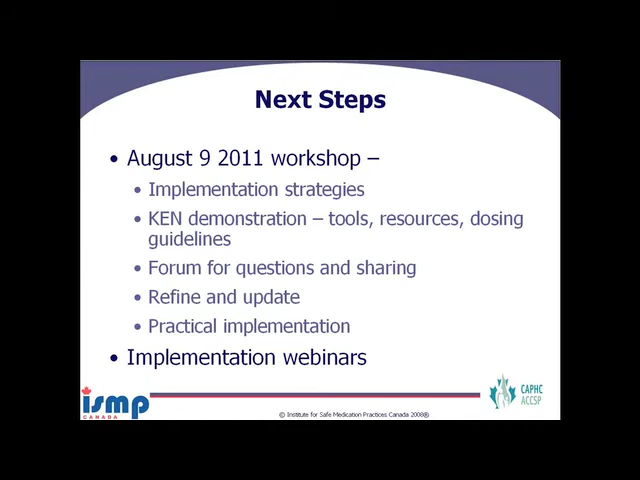 Next Steps
• August 9 2011 workshop –
• Implementation strategies
• KEN demonstration – tools, resources, dosing
guidelines
• Forum for questions and sharing
• Refine and update
• Practical implementation
• Implementation webinars
ismp
CANADA
CAPHC
ACCSP
© Institute for Safe Medication Practices Canada 2008®